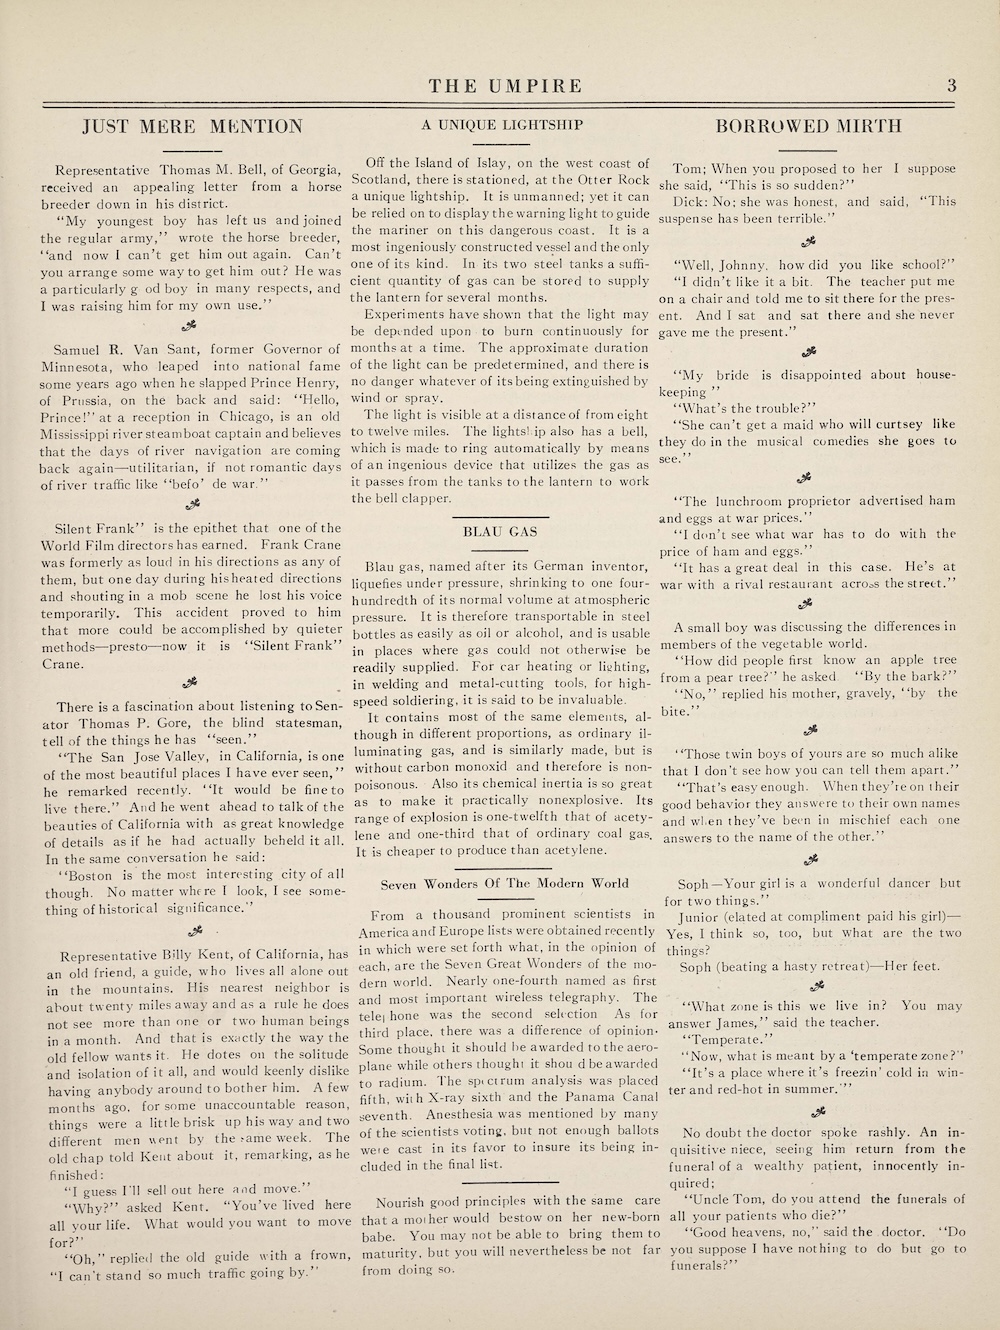 THE UMPIRE
3
JUST MERE MENTION
Representative Thomas M. Bell, of Georgia,
received an appealing letter from a horse
breeder down in his district.
“My youngest boy has left us and joined
the regular army,” wrote the horse breeder,
“and now I can’t get him out again. Can’t
you arrange some way to get him out? He was
a particularly g od boy in many respects, and
I was raising him for my own use.”
Samuel R. Van Sant, former Governor of
Minnesota, who leaped into national fame
some years ago when he slapped Prince Henry,
of Prussia, on the back and said: “Hello,
Prince!” at a reception in Chicago, is an old
Mississippi river steamboat captain and believes
that the days of river navigation are coming
back again—utilitarian, if not romantic days
of river traffic like “befo’ de war.”
Silent Frank” is the epithet that one of the
World Film directors has earned. Frank Crane
was formerly as loud in his directions as any of
them, but one day during his heated directions
and shouting in a mob scene he lost his voice
temporarily. This accident proved to him
that more could be accomplished by quieter
methods—presto—now it is “Silent Frank”
Crane.
There is a fascination about listening to Sen-
ator Thomas P. Gore, the blind statesman,
tell of the things he has “seen.”
“The San Jose Valley, in California, is one
of the most beautiful places I have ever seen,”
he remarked recently. “It would be fine to
live there.” And he went ahead to talk of the
beauties of California with as great knowledge
of details as if he had actually beheld it all.
In the same conversation he said:
“Boston is the most interesting city of all
though. No matter where I look, I see some-
thing of historical significance.”
Representative Billy Kent, of California, has
an old friend, a guide, who lives all alone out
in the mountains. His nearest neighbor is
about twenty miles away and as a rule he does
not see more than one or two human beings
in a month. And that is exactly the way the
old fellow wants it. He dotes on the solitude
and isolation of it all, and would keenly dislike
having anybody around to bother him. A few
months ago, for some unaccountable reason,
things were a little brisk up his way and two
different men went by the same week. The
old chap told Kent about it, remarking, as he
finished:
“I guess I’ll sell out here and move.”
“Why?” asked Kent. “You’ve lived here
all your life. What would you want to move
for?”
“Oh,” replied the old guide with a frown,
“I can’t stand so much traffic going by.”
A UNIQUE LIGHTSHIP
Off the Island of Islay, on the west coast of
Scotland, there is stationed, at the Otter Rock
a unique lightship. It is unmanned; yet it can
be relied on to display the warning light to guide
the mariner on this dangerous coast. It is a
most ingeniously constructed vessel and the only
one of its kind. In its two steel tanks a suffi-
cient quantity of gas can be stored to supply
the lantern for several months.
Experiments have shown that the light may
be depended upon to burn continuously for
months at a time. The approximate duration
of the light can be predetermined, and there is
no danger whatever of its being extinguished by
wind or spray.
The light is visible at a distance of from eight
to twelve miles. The lightsl ip also has a bell,
which is made to ring automatically by means
of an ingenious device that utilizes the gas as
it passes from the tanks to the lantern to work
the bell clapper.
BLAU GAS
Blau gas, named after its German inventor,
liquefies under pressure, shrinking to one four-
hundredth of its normal volume at atmospheric
pressure. It is therefore transportable in steel
bottles as easily as oil or alcohol, and is usable
in places where gas could not otherwise be
readily supplied. For car heating or lighting,
in welding and metal-cutting tools, for high-
speed soldiering, it is said to be invaluable.
It contains most of the same elements, al-
though in different proportions, as ordinary il-
luminating gas, and is similarly made, but is
without carbon monoxid and therefore is non-
poisonous. Also its chemical inertia is so great
as to make it practically nonexplosive. Its
range of explosion is one-twelfth that of acety-
lene and one-third that of ordinary coal gas.
It is cheaper to produce than acetylene.
Seven Wonders Of The Modern World
From a thousand prominent scientists in
America and Europe lists were obtained recently
in which were set forth what, in the opinion of
each, are the Seven Great Wonders of the mo-
dern world. Nearly one-fourth named as first
and most important wireless telegraphy. The
telej hone was the second selection As for
third place, there was a difference of opinion.
Some thought it should be awarded to the aero-
plane while others thought it shou d be awarded
to radium. The spectrum analysis was placed
fifth, with X-ray sixth and the Panama Canal
seventh. Anesthesia was mentioned by many
of the scientists voting, but not enough ballots
were cast in its favor to insure its being in-
cluded in the final list.
Nourish good principles with the same care
that a mother would bestow on her new-born
babe. You may not be able to bring them to
maturity, but you will nevertheless be not far
from doing so.
BORROWED MIRTH
Tom; When you proposed to her I suppose
she said, “This is so sudden?”
Dick: No; she was honest, and said, “This
suspense has been terrible.”
“Well, Johnny, how did you like school?”
“I didn’t like it a bit. The teacher put me
on a chair and told me to sit there for the pres-
ent. And I sat and sat there and she never
gave me the present.”
“My bride is disappointed about house-
keeping ”
“What’s the trouble?”
“She can’t get a maid who will curtsey like
they do in the musical comedies she goes to
see.”
“The lunchroom proprietor advertised ham
and eggs at war prices.”
“I don’t see what war has to do with the
price of ham and eggs.”
“It has a great deal in this case. He’s at
war with a rival restaurant across the street.”
A small boy was discussing the differences in
members of the vegetable world.
“How did people first know an apple tree
from a pear tree?” he asked “By the bark?”
“No,” replied his mother, gravely, “by the
bite.”
“Those twin boys of yours are so much alike
that I don’t see how you can tell them apart.”
“That’s easy enough. When they’re on their
good behavior they answere to their own names
and when they’ve been in mischief each one
answers to the name of the other.”
Soph—Your girl is a wonderful dancer but
for two things.”
Junior (elated at compliment paid his girl)—
Yes, I think so, too, but what are the two
things?
Soph (beating a hasty retreat)—Her feet.
“What zone is this we live in? You may
answer James,” said the teacher.
“Temperate.”
“Now, what is meant by a ‘temperate zone?’”
“It’s a place where it’s freezin’ cold in win-
ter and red-hot in summer.’”
No doubt the doctor spoke rashly. An in-
quisitive niece, seeing him return from the
funeral of a wealthy patient, innocently in-
quired;
“Uncle Tom, do you attend the funerals of
all your patients who die?”
“Good heavens, no,” said the doctor. “Do
you suppose I have nothing to do but go to
funerals?”